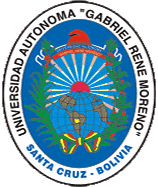 UNIVERSIDAD AUTONOMA "GABRIEL RENE MORENO"
SANTA CRUZ - BOLIVIA